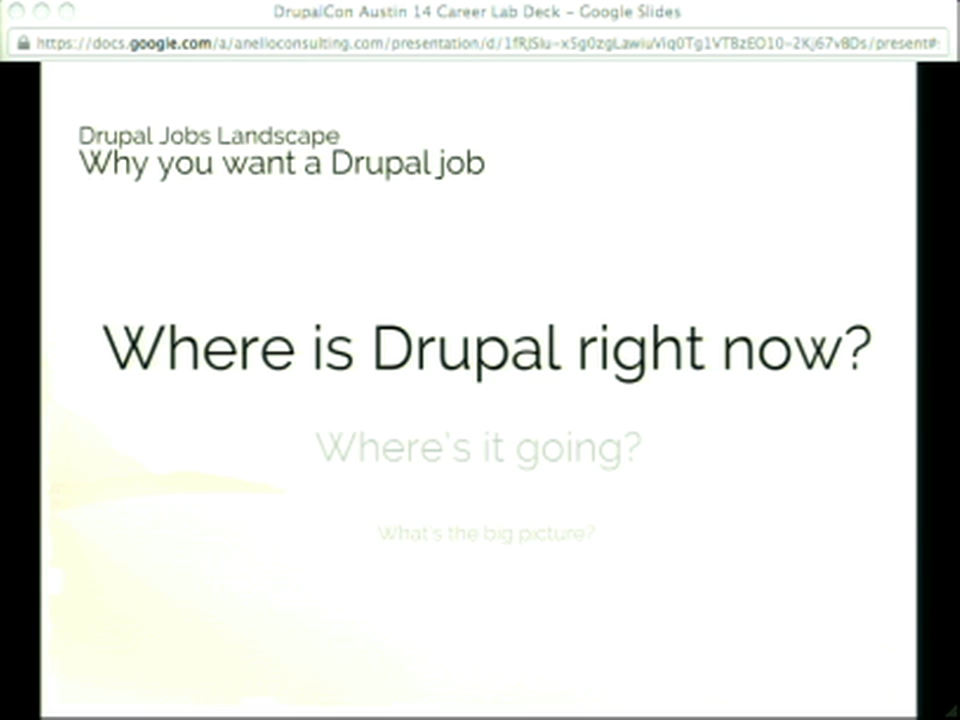 DrupalCon Austin 14 Career Lab Deck – Google Slides
Drupal Jobs Landscape
Why you want a Drupal job
Where is Drupal right now?
Where's it going?
What's the big picture?